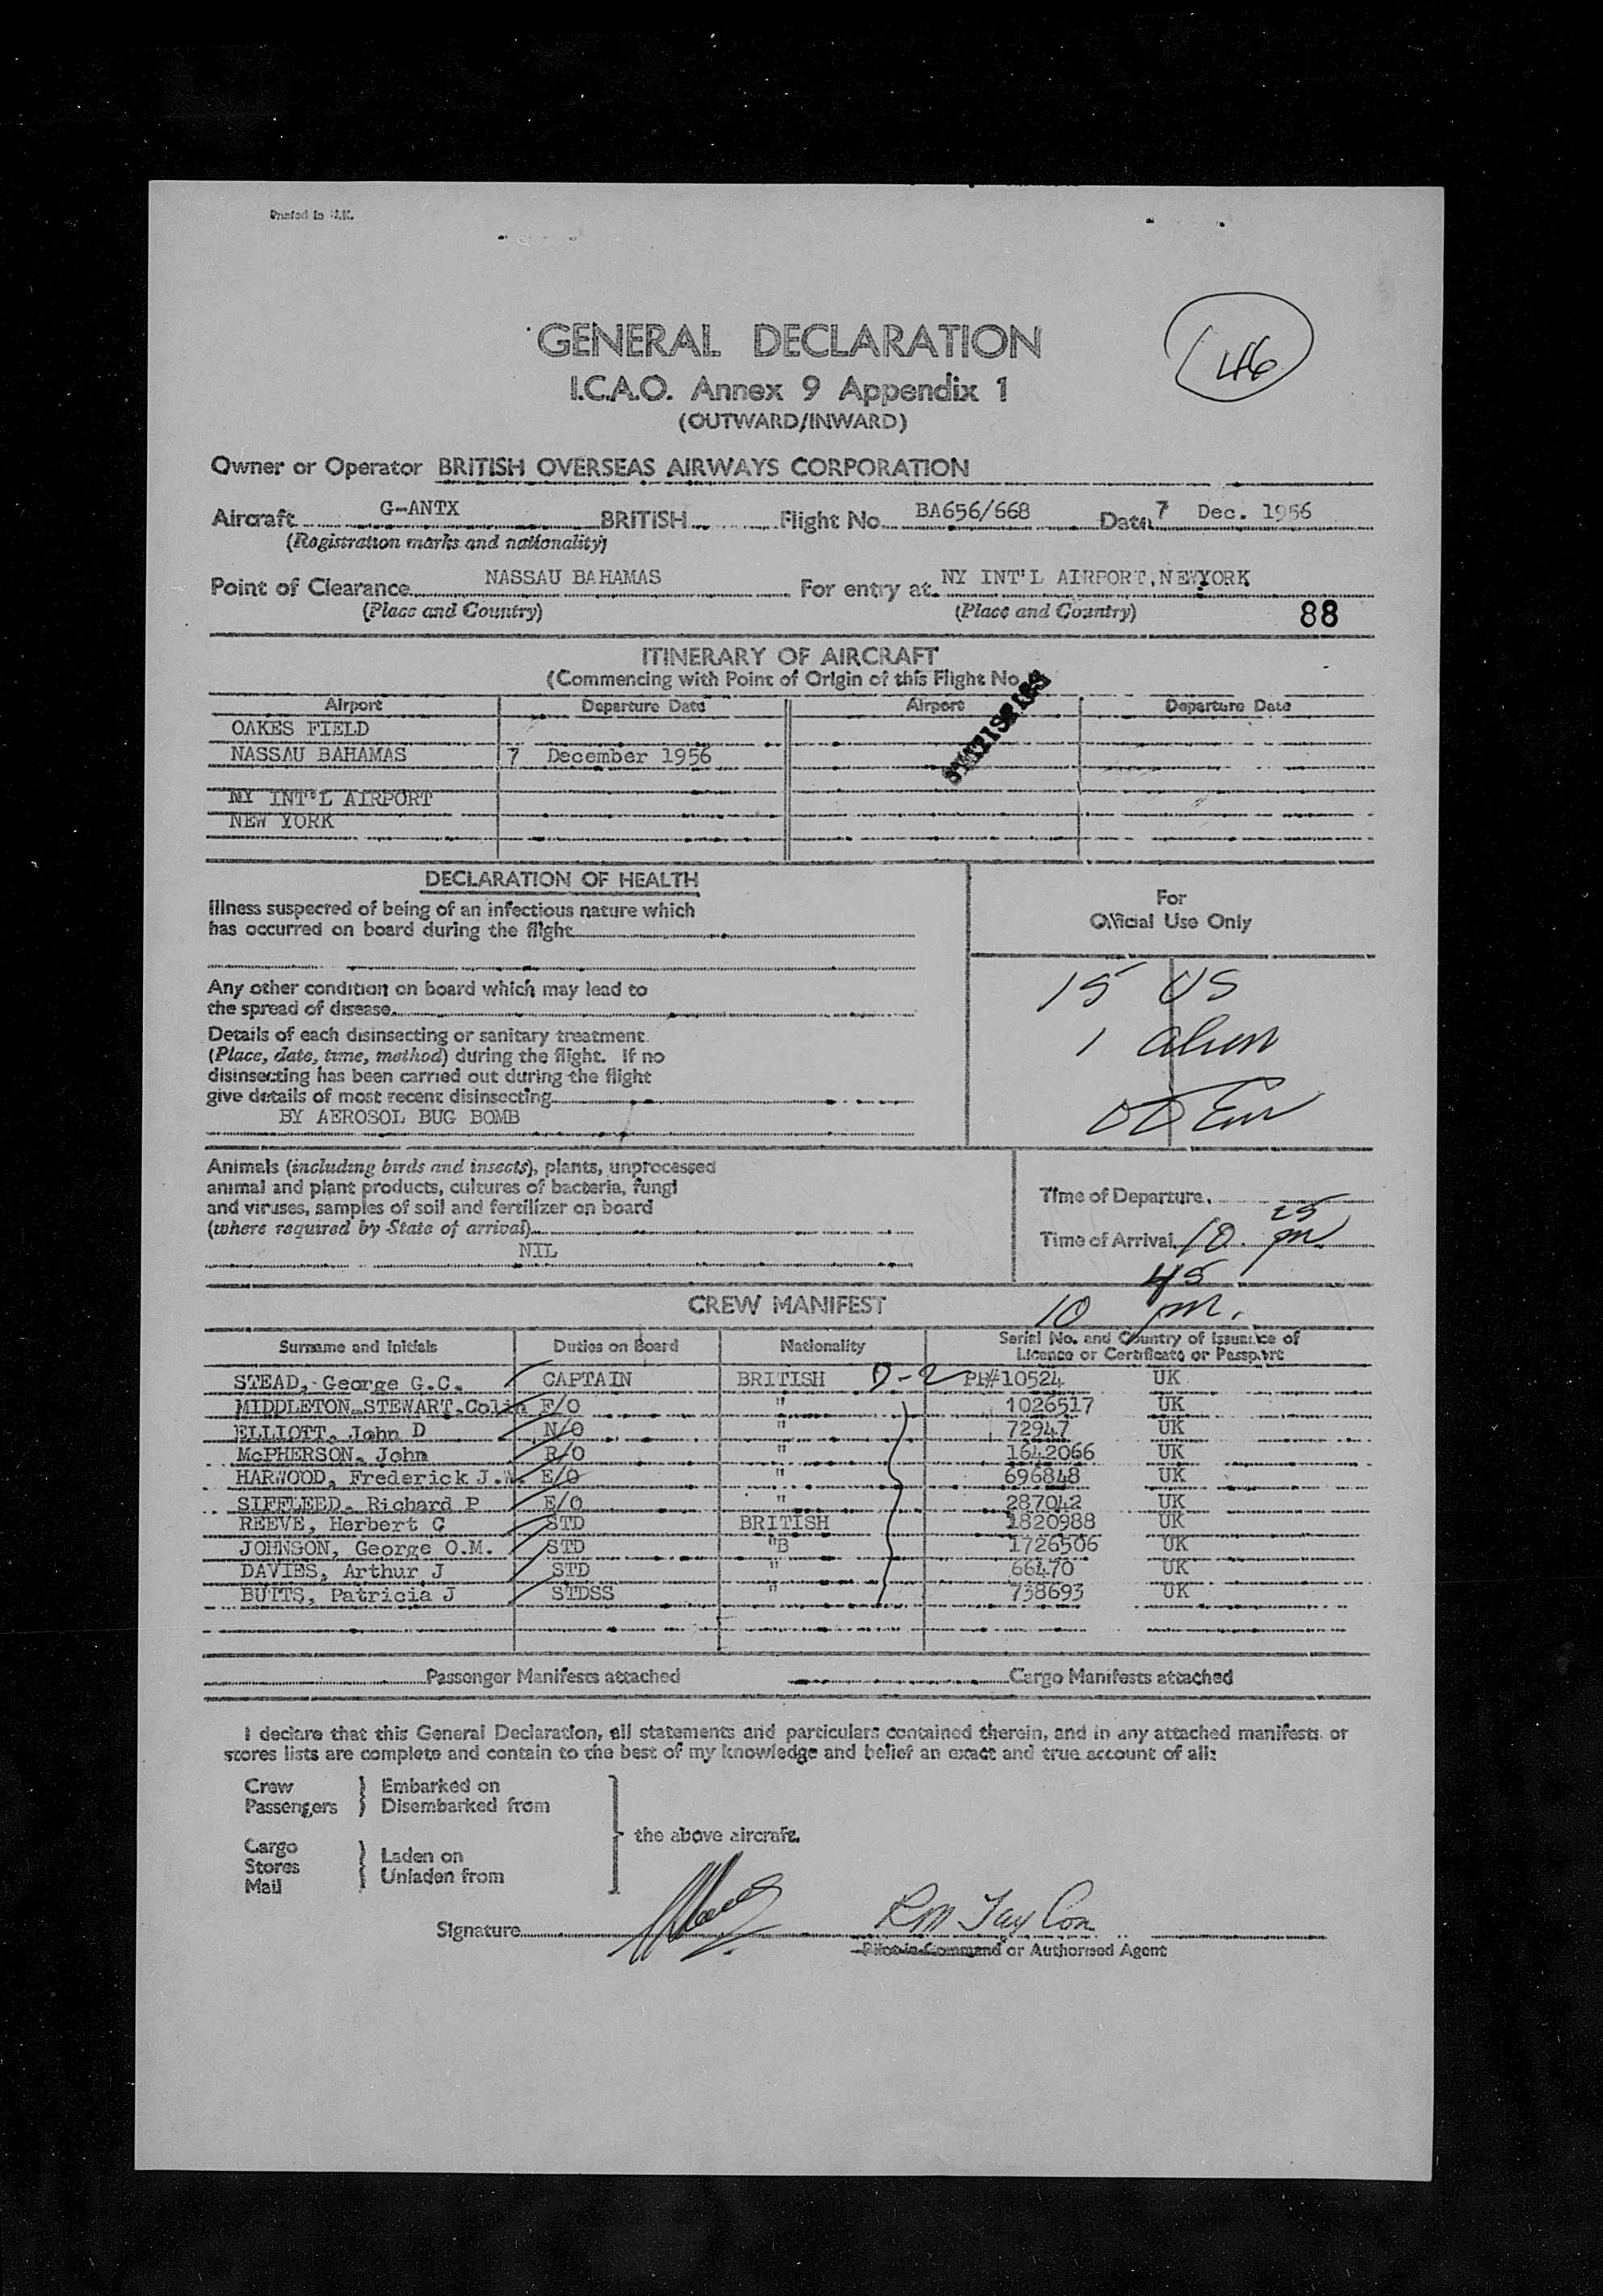 Printed in U.K.
GENERAL DECLARATION
46
I.C.A.O. Annex 9 Appendix 1
(OUTWARD/INWARD)
Owner or Operator BRITISH OVERSEAS AIRWAYS CORPORATION
Aircraft G-ANTX BRITISH Flight No. BA656/668 Date 7 Dec. 1956
(Registration marks and nationality)
Point of Clearance NASSAU BAHAMAS For entry at NY INT'L AIRPORT, NEWYORK
(Place and Country) (Place and Country) 88
ITINERARY OF AIRCRAFT
(Commencing with Point of Origin of this Flight No.
Airport Departure Date Airport Departure Date
OAKES FIELD
NASSAU BAHAMAS 7 December 1956
NY INT'L AIRPORT
NEW YORK
DECLARATION OF HEALTH
For
Official Use Only
Illness suspected of being of an infectious nature which
has occurred on board during the flight
Any other condition on board which may lead to
the spread of disease
15 US
Details of each disinsecting or sanitary treatment
(Place, date, time, method) during the flight. If no
1 alien
disinsecting has been carried out during the flight
give details of most recent disinsecting
BY AEROSOL BUG BOMB
Animals (including birds and insects), plants, unprocessed
animal and plant products, cultures of bacteria, fungi
and viruses, samples of soil and fertilizer on board
(where required by State of arrival)
NIL
Time of Departure
Time of Arrival 10 25 pm
10 45 pm.
CREW MANIFEST
Surname and Initials Duties on Board Nationality Serial No. and Country of Issuance of
Licence or Certificate or Passport
STEAD, George G.C. CAPTAIN BRITISH D-2 PP#10524 UK
MIDDLETON-STEWART, Colin F/O " 1026517 UK
ELLIOTT, John D N/O " 72947 UK
McPHERSON, John R/O " 1642066 UK
HARWOOD, Frederick J.W. E/O " 696848 UK
SIFFLEED, Richard P E/O " 287042 UK
REEVE, Herbert C STD BRITISH 1820988 UK
JOHNSON, George O.M. STD "B 1726506 UK
DAVIES, Arthur J STD " 66470 UK
BUTTS, Patricia J STDSS " 738693 UK
Passenger Manifests attached Cargo Manifests attached
I declare that this General Declaration, all statements and particulars contained therein, and in any attached manifests or
stores lists are complete and contain to the best of my knowledge and belief an exact and true account of all:
Crew Embarked on
Passengers Disembarked from
the above aircraft.
Cargo
Stores Laden on
Mail Unladen from
Signature
Pilot-in-Command or Authorised Agent